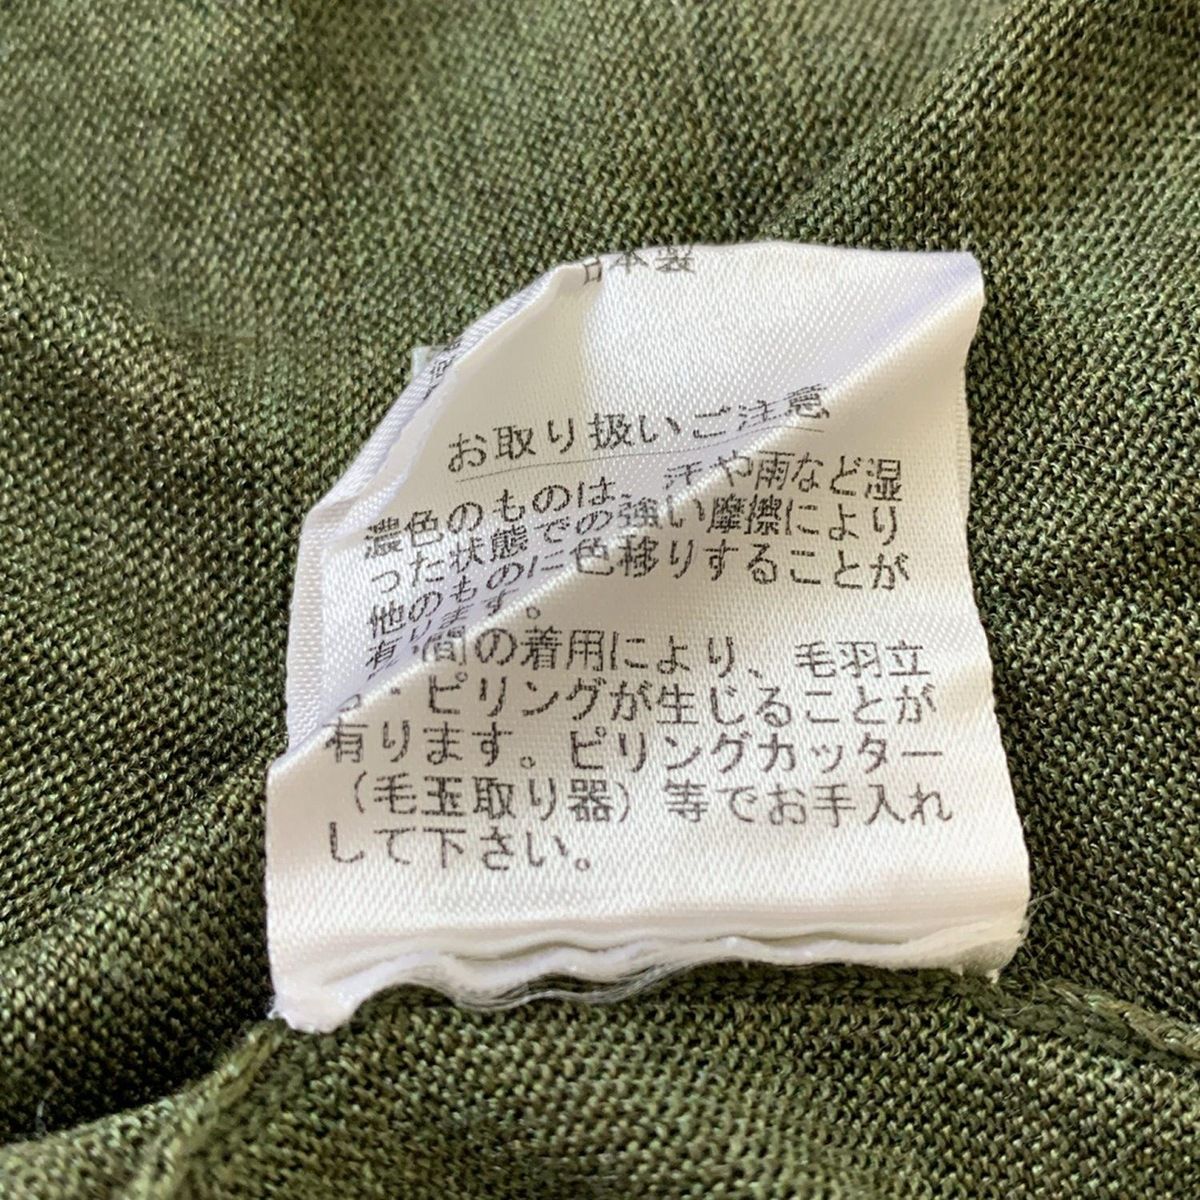 日本製
お取り扱いご注意
濃色のものは、汗や雨など湿
った状態での強い摩擦により
他のものに色移りすることが
有ります。
間の着用により、毛羽立
ピリングが生じることが
有ります。ピリングカッター
(毛玉取り器)等でお手入れ
して下さい。